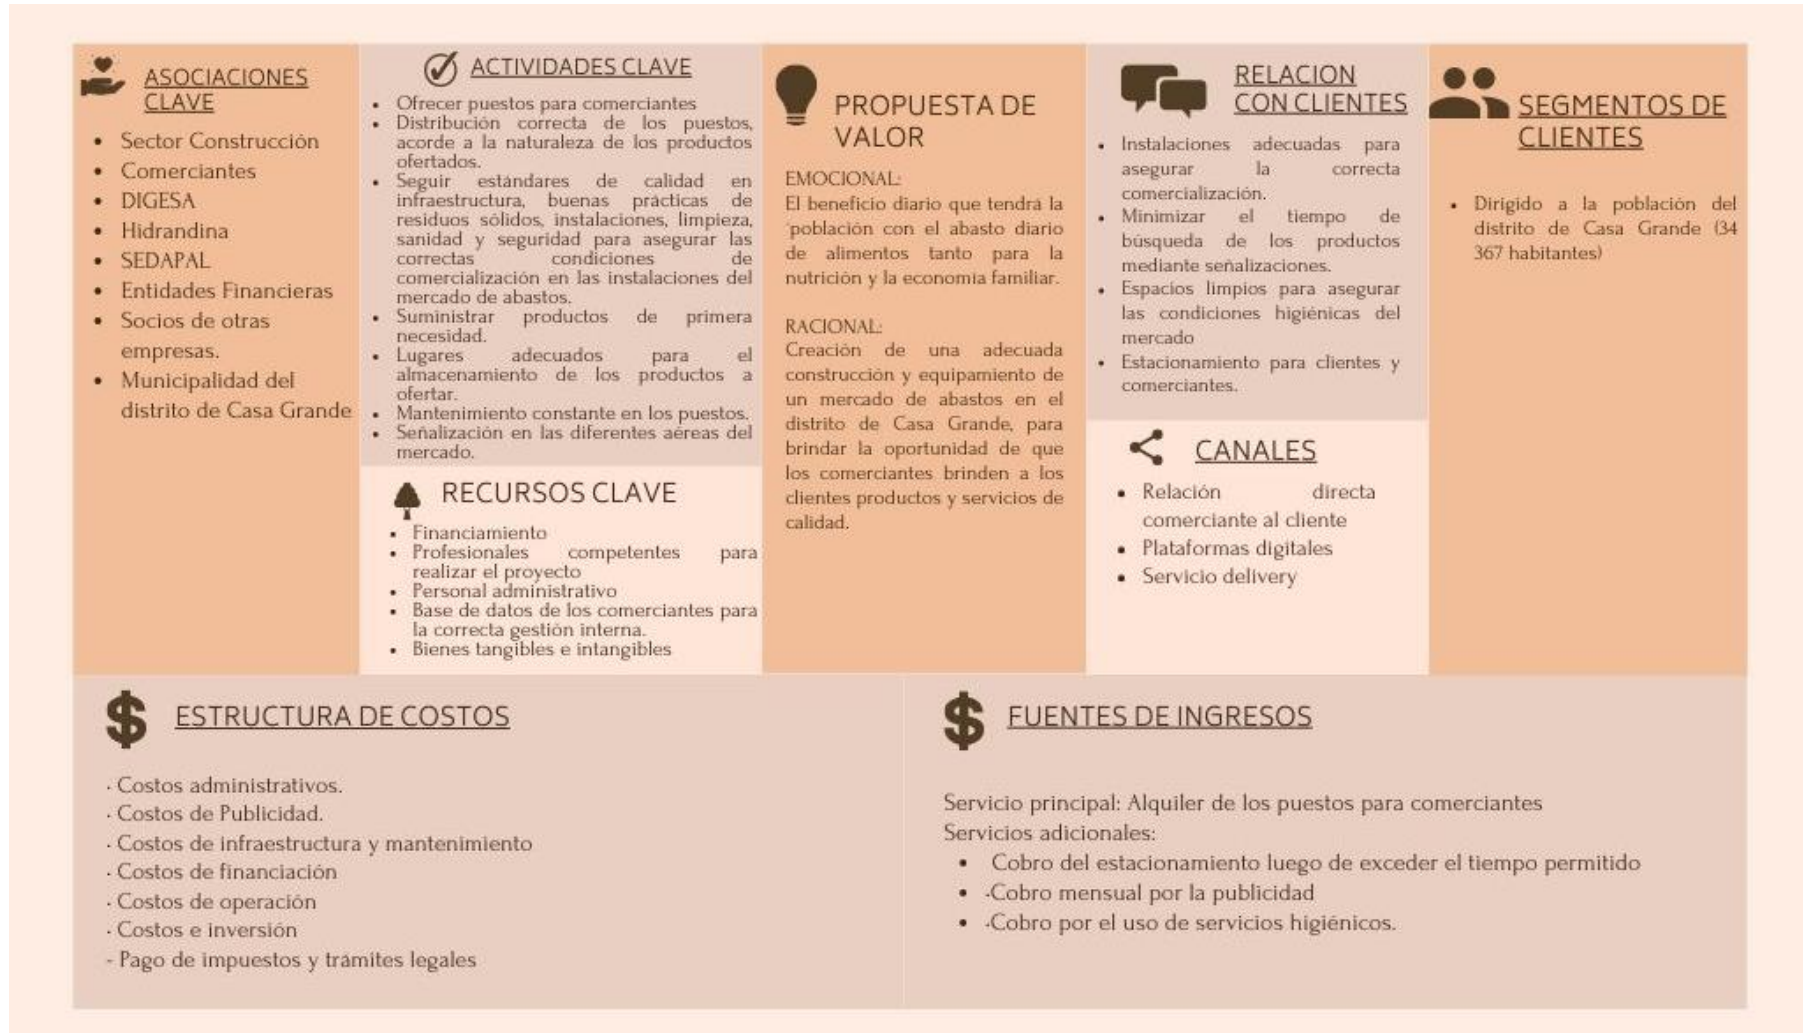 ASOCIACIONES
CLAVE
• Sector Construcción
• Comerciantes
• DIGESA
• Hidrandina
• SEDAPAL
• Entidades Financieras
• Socios de otras
empresas.
• Municipalidad del
distrito de Casa Grande
ACTIVIDADES CLAVE
• Ofrecer puestos para comerciantes
• Distribución correcta de los puestos,
acorde a la naturaleza de los productos
ofertados.
• Seguir estándares de calidad en
infraestructura, buenas prácticas de
residuos sólidos, instalaciones, limpieza,
sanidad y seguridad para asegurar las
correctas condiciones de
comercialización en las instalaciones del
mercado de abastos.
• Suministrar productos de primera
necesidad.
• Lugares adecuados para el
almacenamiento de los productos a
ofertar.
• Mantenimiento constante en los puestos.
• Señalización en las diferentes aéreas del
mercado.
RECURSOS CLAVE
• Financiamiento
• Profesionales competentes para
realizar el proyecto
• Personal administrativo
• Base de datos de los comerciantes para
la correcta gestión interna.
• Bienes tangibles e intangibles
PROPUESTA DE
VALOR
EMOCIONAL:
El beneficio diario que tendrá la
población con el abasto diario
de alimentos tanto para la
nutrición y la economía familiar.
RACIONAL:
Creación de una adecuada
construcción y equipamiento de
un mercado de abastos en el
distrito de Casa Grande, para
brindar la oportunidad de que
los comerciantes brinden a los
clientes productos y servicios de
calidad.
RELACION
CON CLIENTES
• Instalaciones adecuadas para
asegurar la correcta
comercialización.
• Minimizar el tiempo de
búsqueda de los productos
mediante señalizaciones.
• Espacios limpios para asegurar
las condiciones higiénicas del
mercado
• Estacionamiento para clientes y
comerciantes.
CANALES
• Relación directa
comerciante al cliente
• Plataformas digitales
• Servicio delivery
SEGMENTOS DE
CLIENTES
• Dirigido a la población del
distrito de Casa Grande (34
367 habitantes)
ESTRUCTURA DE COSTOS
· Costos administrativos.
· Costos de Publicidad.
· Costos de infraestructura y mantenimiento
· Costos de financiación
· Costos de operación
· Costos e inversión
- Pago de impuestos y trámites legales
FUENTES DE INGRESOS
Servicio principal: Alquiler de los puestos para comerciantes
Servicios adicionales:
• Cobro del estacionamiento luego de exceder el tiempo permitido
• ·Cobro mensual por la publicidad
• ·Cobro por el uso de servicios higiénicos.